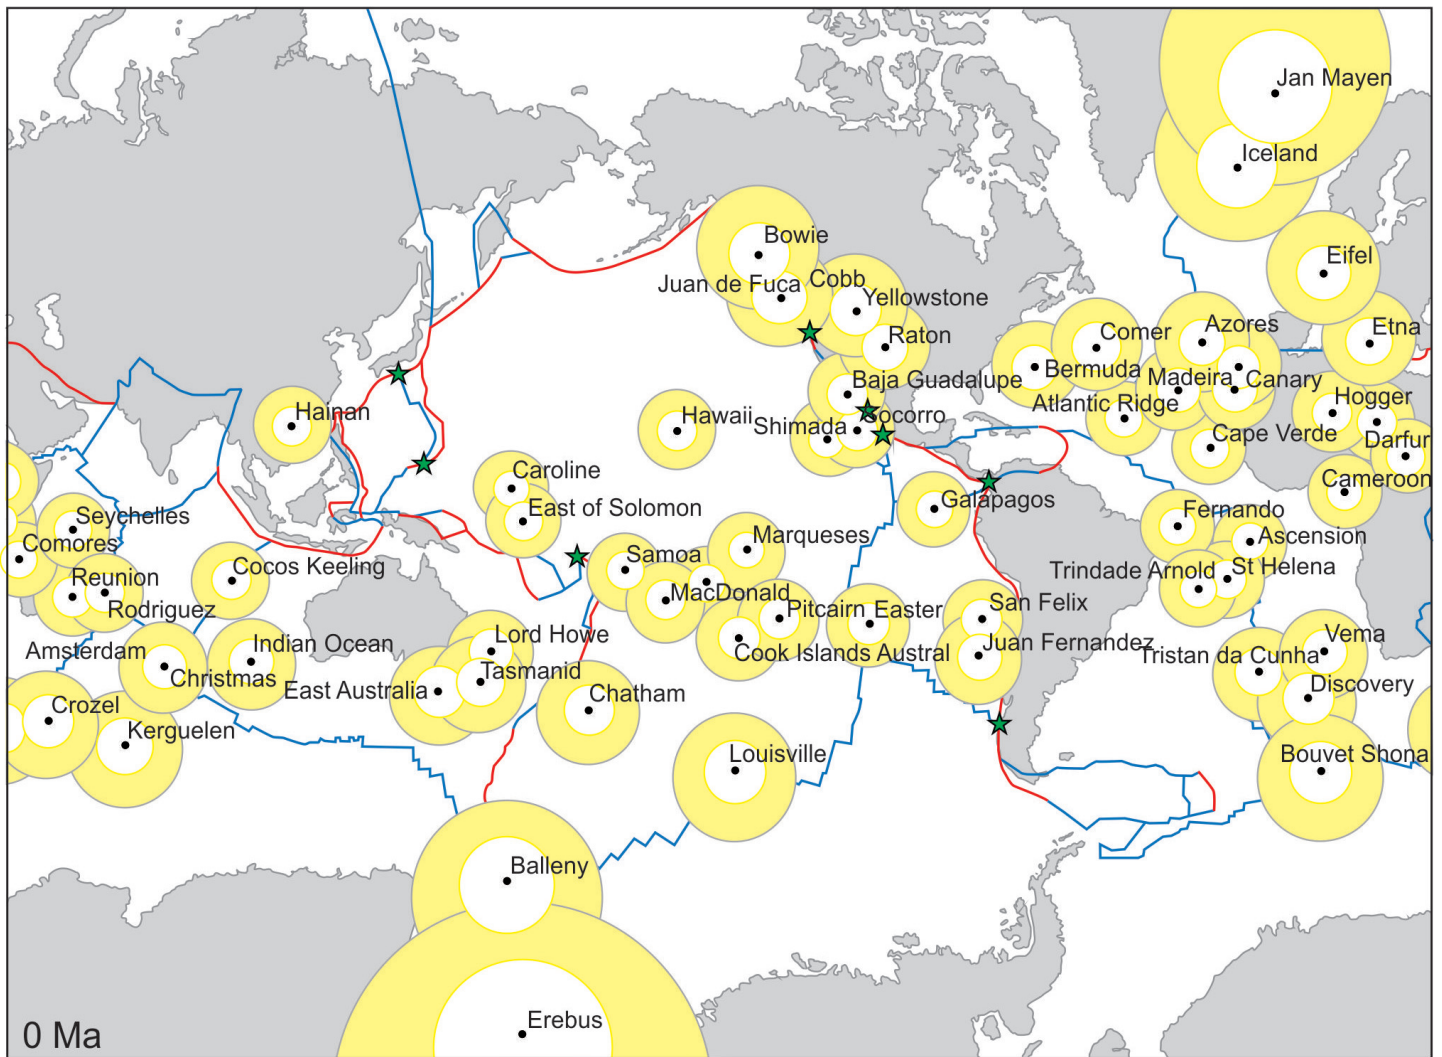 Jan Mayen
Iceland
Bowie
Eifel
Juan de Fuca
Cobb
Yellowstone
Azores
Etna
Raton
Comer
Baja Guadalupe
Bermuda
Madeira
Canary
Hainan
Hawaii
Shimada
Socorro
Atlantic Ridge
Hogger
Cape Verde
Darfur
Caroline
Cameroon
East of Solomon
Galapagos
Fernando
Seychelles
Marqueses
Ascension
Comores
Samoa
Cocos Keeling
Trindade Arnold
St Helena
Reunion
MacDonald
San Felix
Rodriguez
Pitcairn Easter
Lord Howe
Vema
Amsterdam
Indian Ocean
Cook Islands Austral
Juan Fernandez
Tristan da Cunha
Christmas
Tasmanid
East Australia
Chatham
Discovery
Crozel
Kerguelen
Louisville
Bouvet Shona
Balleny
Erebus
0 Ma